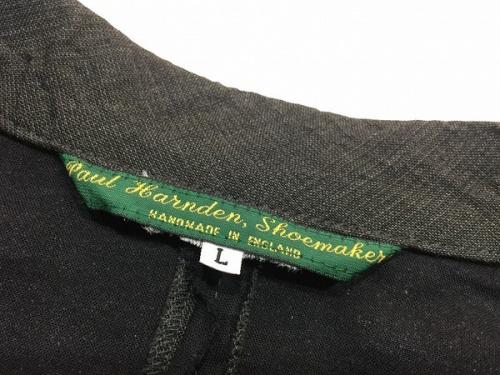 Paul Harnden, Shoemaker
HANDMADE IN ENGLAND
L